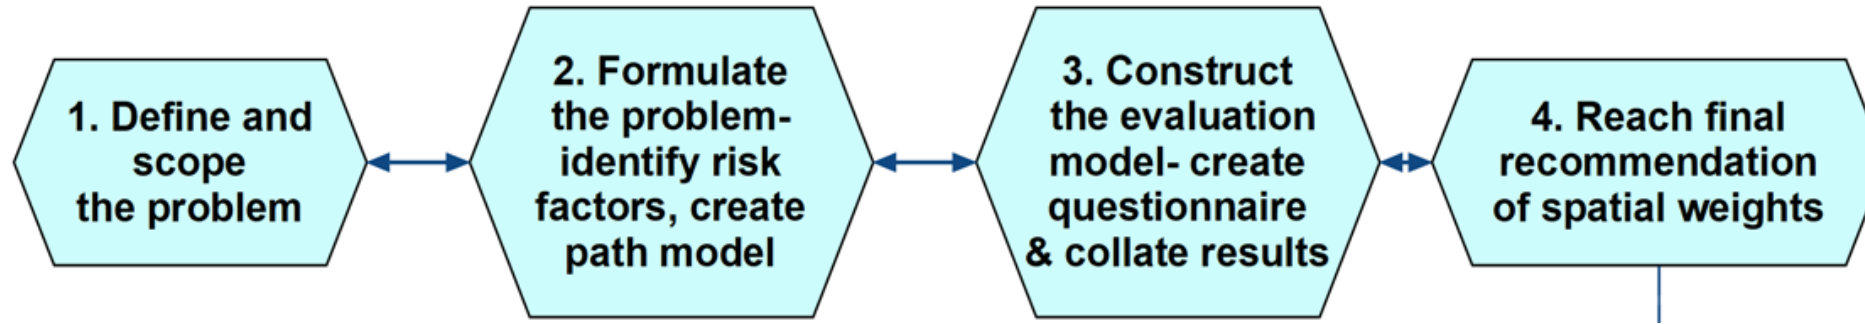 1. Define and
scope
the problem
2. Formulate
the problem-
identify risk
factors, create
path model
3. Construct
the evaluation
model- create
questionnaire
& collate results
4. Reach final
recommendation
of spatial weights